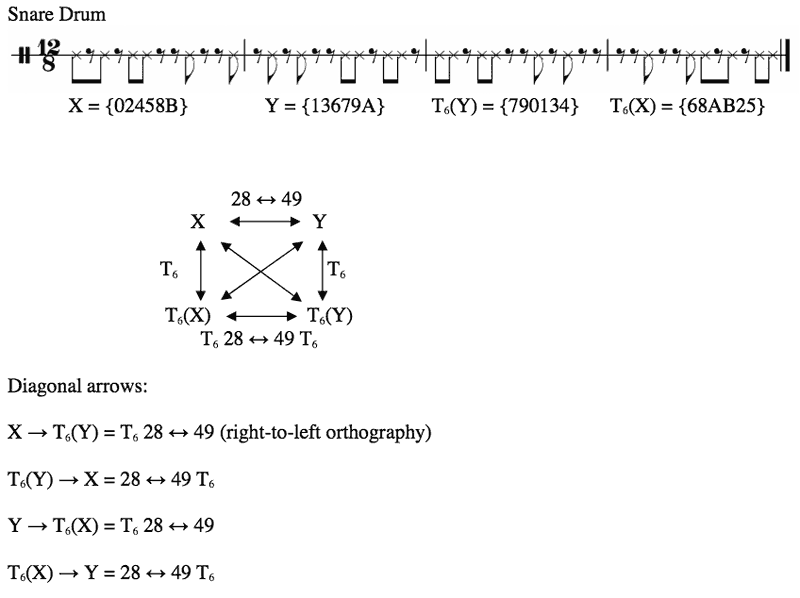 Snare Drum
12
8
X = {02458B} Y = {13679A} T₆(Y) = {790134} T₆(X) = {68AB25}
28 ↔ 49
X Y
T₆ T₆
T₆(X) T₆(Y)
T₆ 28 ↔ 49 T₆
Diagonal arrows:
X → T₆(Y) = T₆ 28 ↔ 49 (right-to-left orthography)
T₆(Y) → X = 28 ↔ 49 T₆
Y → T₆(X) = T₆ 28 ↔ 49
T₆(X) → Y = 28 ↔ 49 T₆